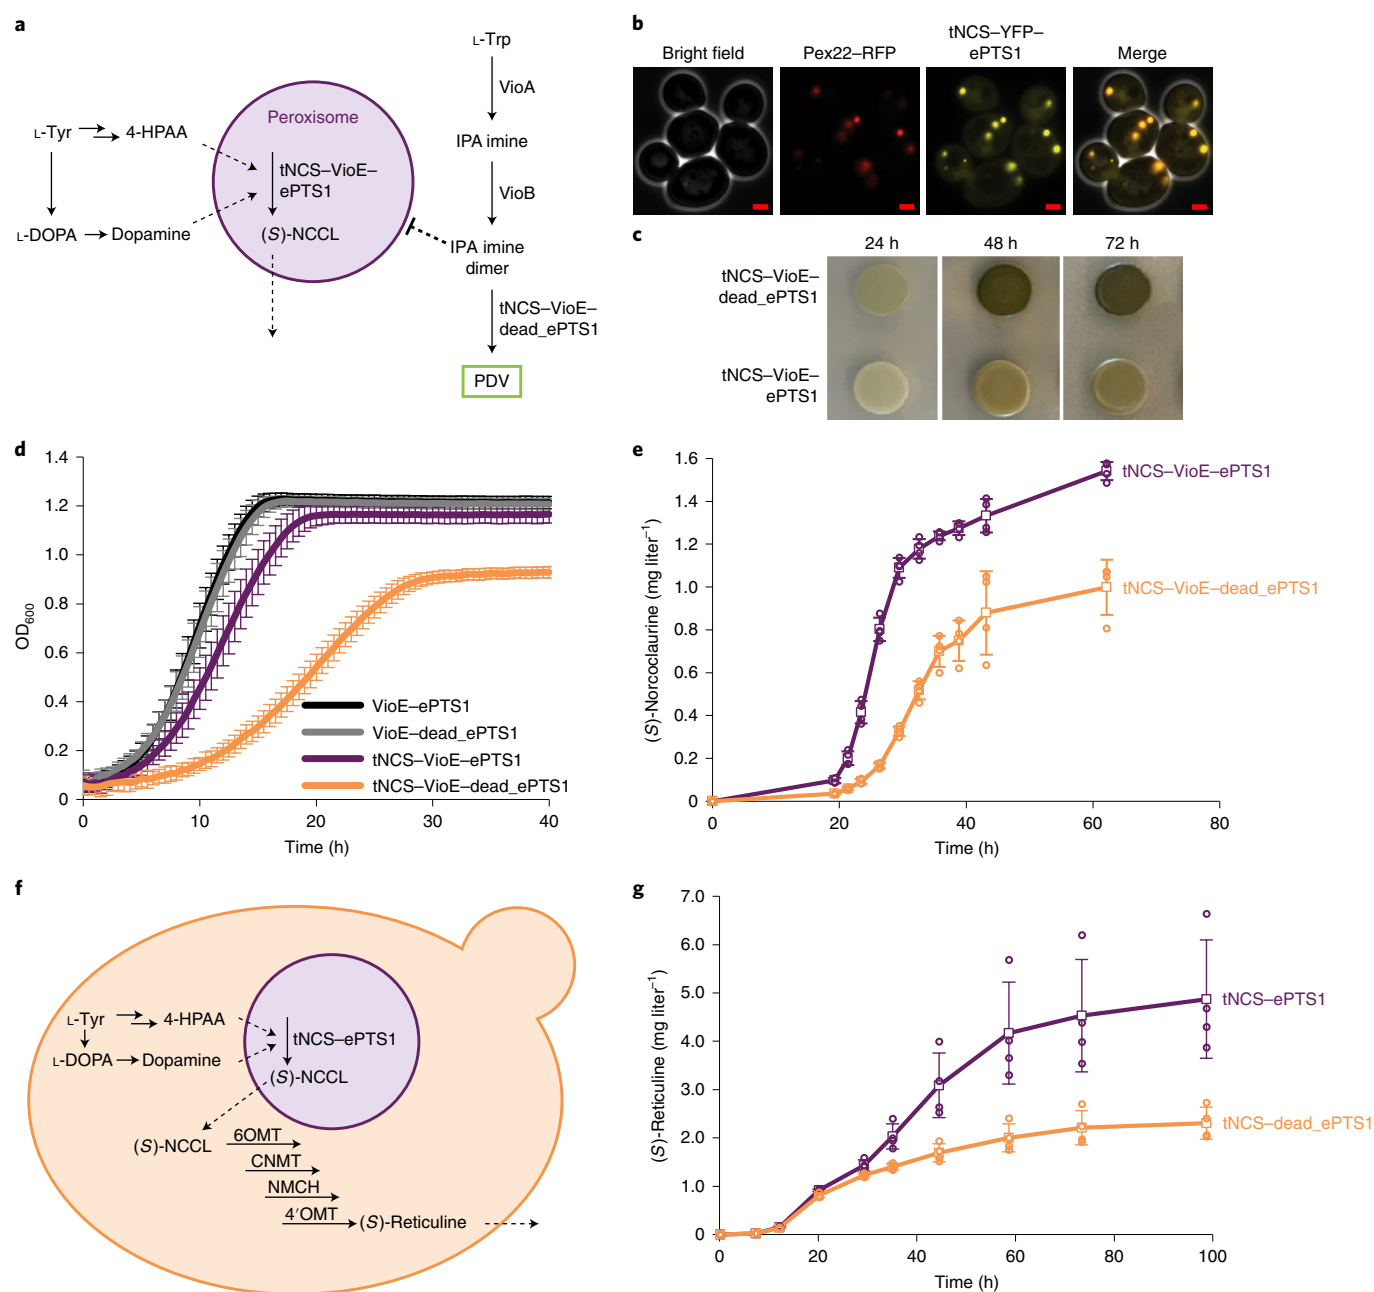 a
L-Trp
VioA
IPA imine
VioB
IPA imine
dimer
tNCS–VioE–
dead_ePTS1
PDV
Peroxisome
L-Tyr
4-HPAA
tNCS–VioE–
ePTS1
L-DOPA
Dopamine
(S)-NCCL
b
Bright field
Pex22–RFP
tNCS–YFP–
ePTS1
Merge
c
24 h
48 h
72 h
tNCS–VioE–
dead_ePTS1
tNCS–VioE–
ePTS1
d
1.4
1.2
1.0
0.8
0.6
0.4
0.2
0
OD600
0
10
20
30
40
Time (h)
VioE–ePTS1
VioE–dead_ePTS1
tNCS–VioE–ePTS1
tNCS–VioE–dead_ePTS1
e
1.6
1.4
1.2
1.0
0.8
0.6
0.4
0.2
0
(S)-Norcoclaurine (mg liter−1)
0
20
40
60
80
Time (h)
tNCS–VioE–ePTS1
tNCS–VioE–dead_ePTS1
f
L-Tyr
4-HPAA
L-DOPA
Dopamine
tNCS–ePTS1
(S)-NCCL
(S)-NCCL
6OMT
CNMT
NMCH
4′OMT
(S)-Reticuline
g
7.0
6.0
5.0
4.0
3.0
2.0
1.0
0
(S)-Reticuline (mg liter−1)
0
20
40
60
80
100
Time (h)
tNCS–ePTS1
tNCS–dead_ePTS1